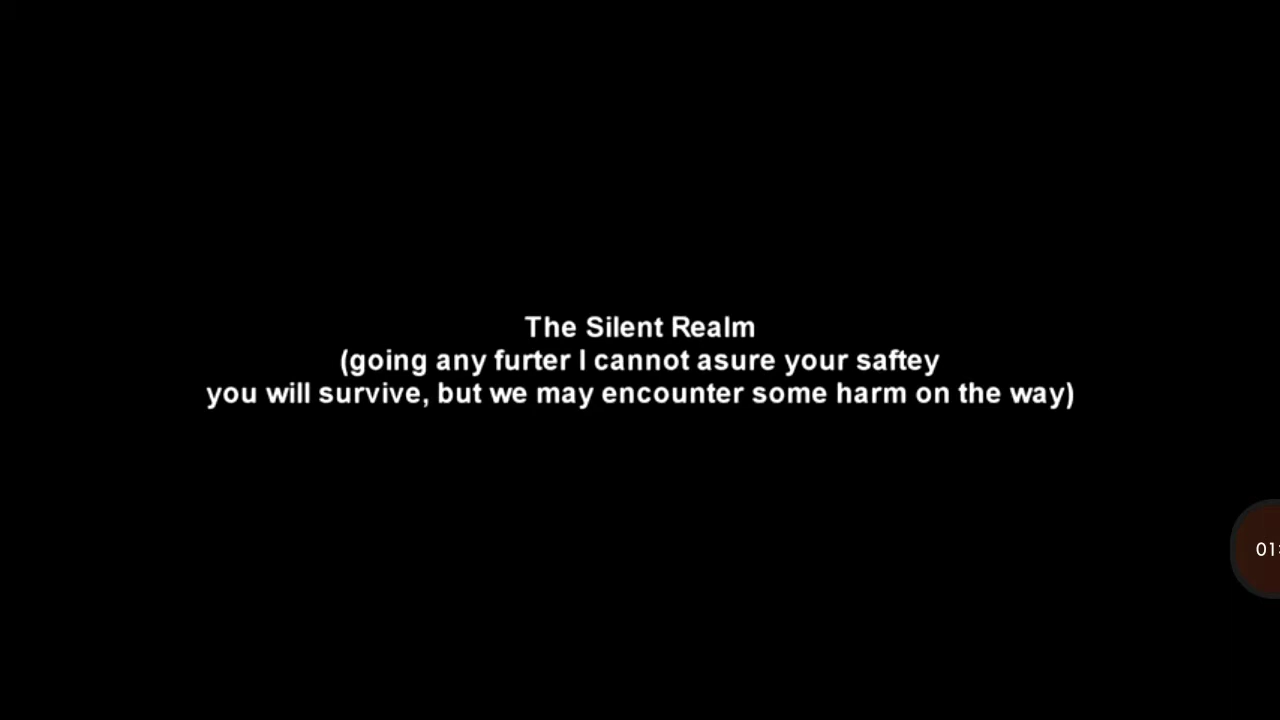 The Silent Realm
(going any furter I cannot asure your saftey
you will survive, but we may encounter some harm on the way)
01: